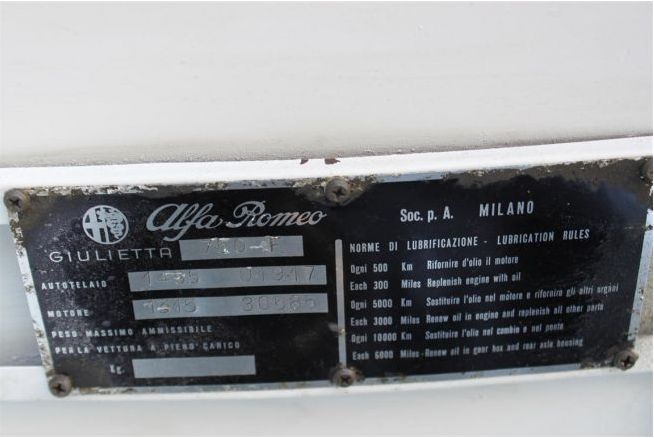 Alfa Romeo
GIULIETTA 750-F
AUTOTELAIO
MOTORE 1315
PESO MASSIMO AMMISSIBILE
PER LA VETTURA A PIENO CARICO
Kg.
Soc. p. A. MILANO
NORME DI LUBRIFICAZIONE - LUBRICATION RULES
Ogni 500 Km Rifornire d'olio il motore
Each 300 Miles Replenish engine with oil
Ogni 5000 Km Sostituire l'olio nel motore e rifornire gli altri organi
Each 3000 Miles Renew oil in engine and replenish all other parts
Ogni 10000 Km Sostituire l'olio nel cambio e nel ponte
Each 6000 Miles Renew oil in gear box and rear axle housing